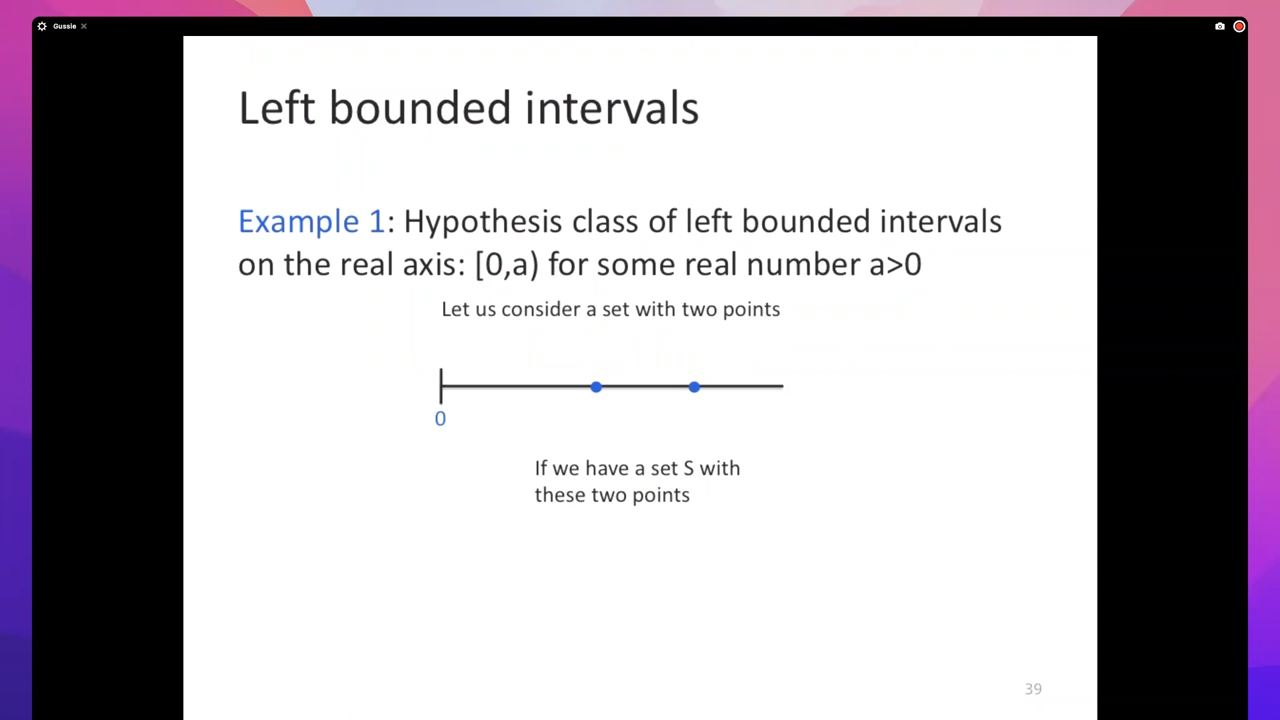 Gussie
Left bounded intervals
Example 1: Hypothesis class of left bounded intervals
on the real axis: [0,a) for some real number a>0
Let us consider a set with two points
0
If we have a set S with
these two points
39